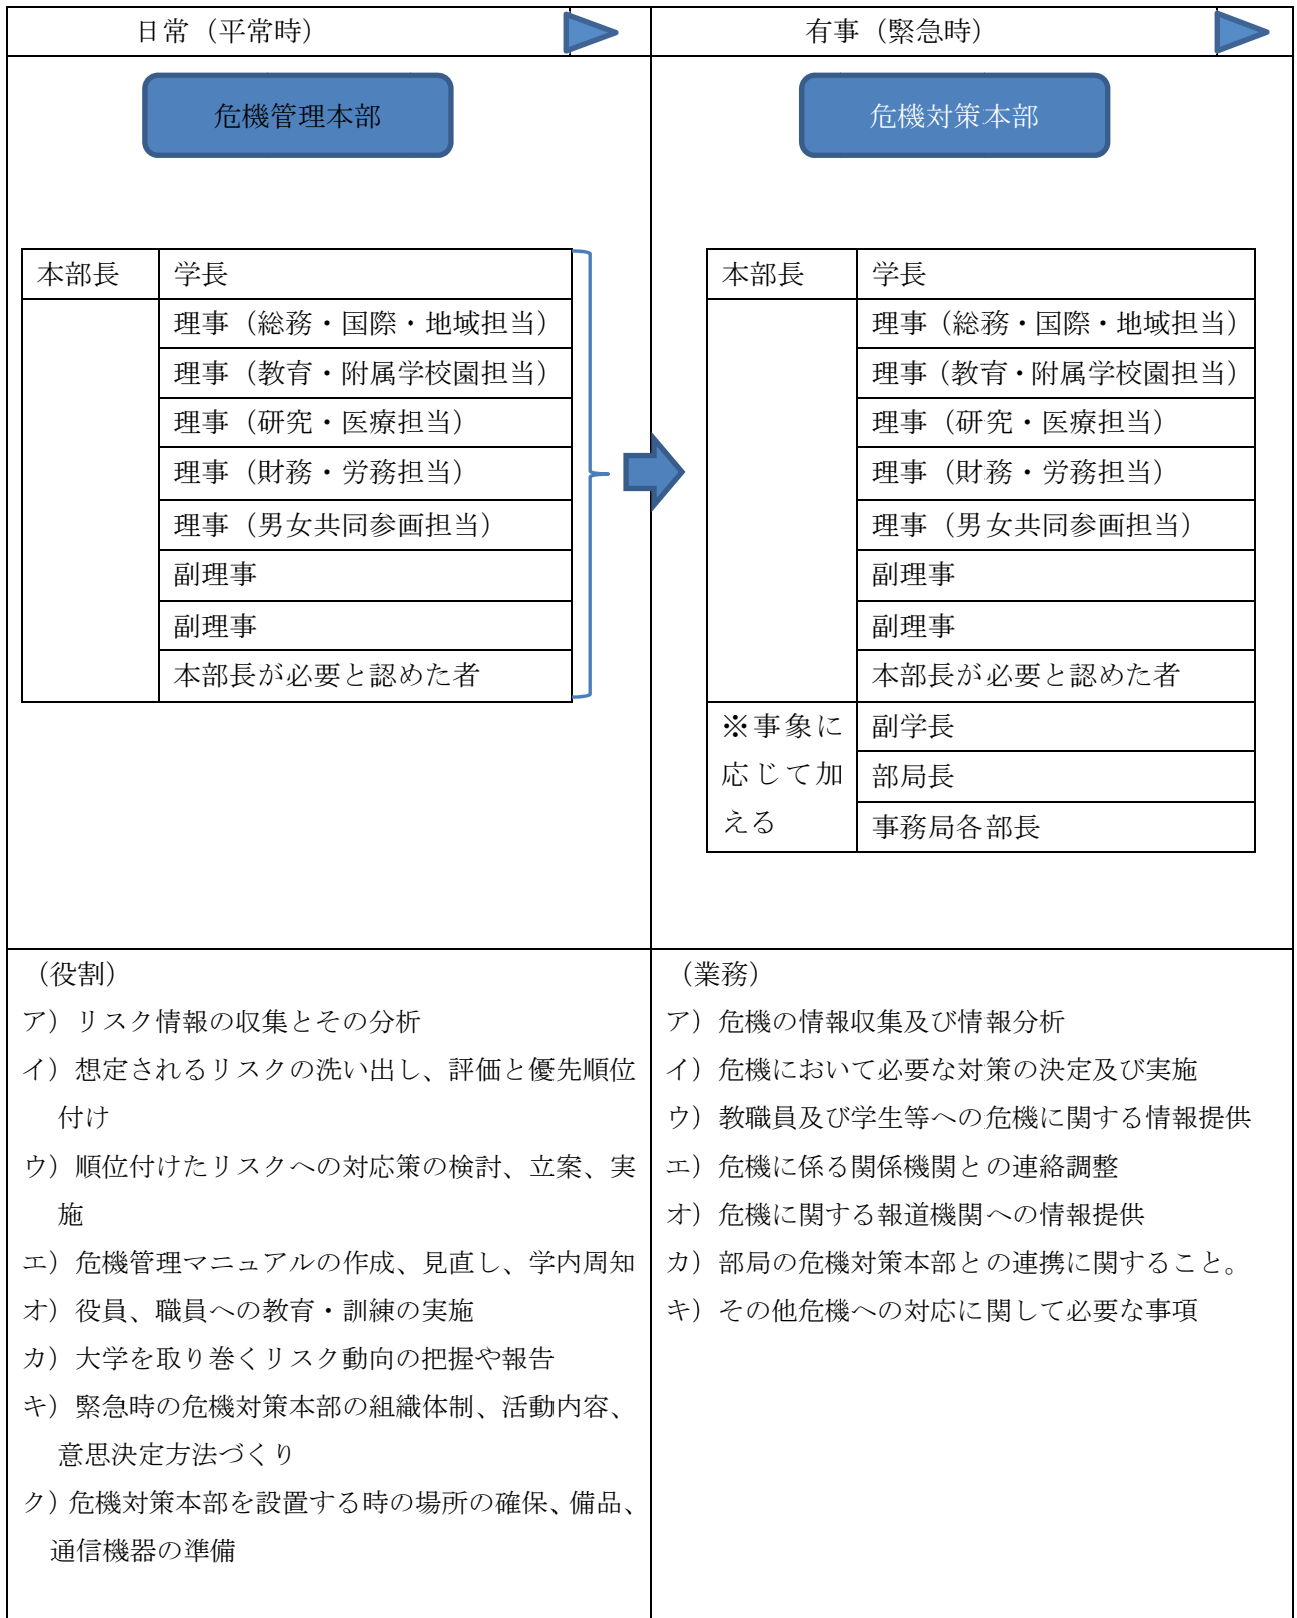 日常（平常時）
有事（緊急時）
危機管理本部
危機対策本部
本部長
学長
理事（総務・国際・地域担当）
理事（教育・附属学校園担当）
理事（研究・医療担当）
理事（財務・労務担当）
理事（男女共同参画担当）
副理事
副理事
本部長が必要と認めた者
本部長
学長
理事（総務・国際・地域担当）
理事（教育・附属学校園担当）
理事（研究・医療担当）
理事（財務・労務担当）
理事（男女共同参画担当）
副理事
副理事
本部長が必要と認めた者
※事象に
応じて加
える
副学長
部局長
事務局各部長
（役割）
ア）リスク情報の収集とその分析
イ）想定されるリスクの洗い出し、評価と優先順位
付け
ウ）順位付けたリスクへの対応策の検討、立案、実
施
エ）危機管理マニュアルの作成、見直し、学内周知
オ）役員、職員への教育・訓練の実施
カ）大学を取り巻くリスク動向の把握や報告
キ）緊急時の危機対策本部の組織体制、活動内容、
意思決定方法づくり
ク）危機対策本部を設置する時の場所の確保、備品、
通信機器の準備
（業務）
ア）危機の情報収集及び情報分析
イ）危機において必要な対策の決定及び実施
ウ）教職員及び学生等への危機に関する情報提供
エ）危機に係る関係機関との連絡調整
オ）危機に関する報道機関への情報提供
カ）部局の危機対策本部との連携に関すること。
キ）その他危機への対応に関して必要な事項